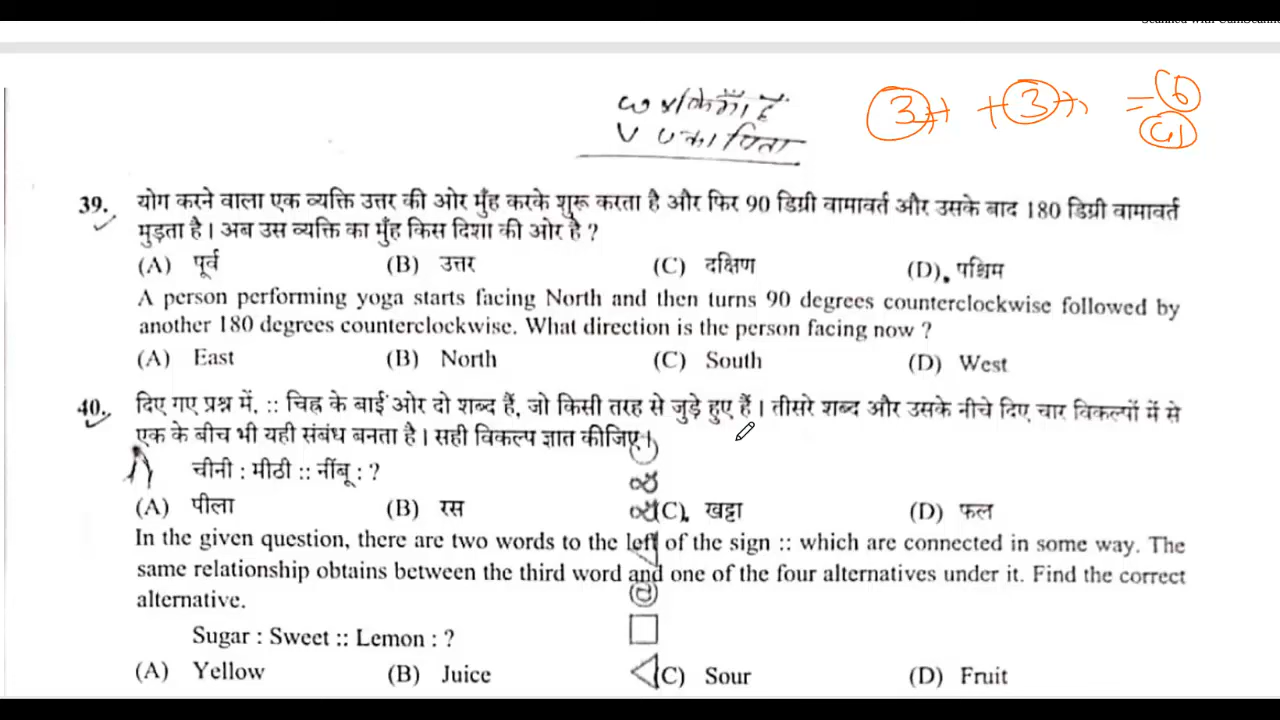 W X की माँ है
V U का पिता
3 + 3 = 6
39. योग करने वाला एक व्यक्ति उत्तर की ओर मुँह करके शुरू करता है और फिर 90 डिग्री वामावर्त और उसके बाद 180 डिग्री वामावर्त
मुड़ता है। अब उस व्यक्ति का मुँह किस दिशा की ओर है ?
(A) पूर्व (B) उत्तर (C) दक्षिण (D) पश्चिम
A person performing yoga starts facing North and then turns 90 degrees counterclockwise followed by
another 180 degrees counterclockwise. What direction is the person facing now ?
(A) East (B) North (C) South (D) West
40. दिए गए प्रश्न में, :: चिह्न के बाईं ओर दो शब्द हैं, जो किसी तरह से जुड़े हुए हैं। तीसरे शब्द और उसके नीचे दिए चार विकल्पों में से
एक के बीच भी यही संबंध बनता है। सही विकल्प ज्ञात कीजिए।
चीनी : मीठी :: नींबू : ?
(A) पीला (B) रस (C) खट्टा (D) फल
In the given question, there are two words to the left of the sign :: which are connected in some way. The
same relationship obtains between the third word and one of the four alternatives under it. Find the correct
alternative.
Sugar : Sweet :: Lemon : ?
(A) Yellow (B) Juice (C) Sour (D) Fruit